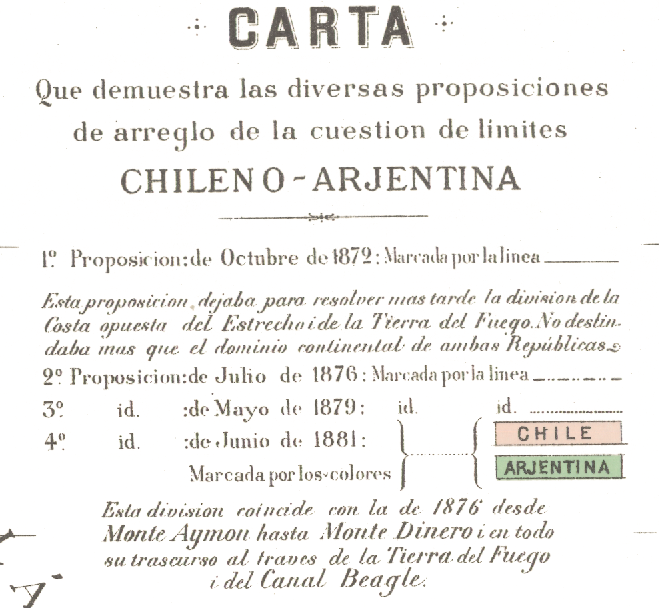 CARTA
Que demuestra las diversas proposiciones
de arreglo de la cuestion de limites
CHILENO-ARJENTINA
1º Proposicion: de Octubre de 1872: Marcada por la linea
Esta proposicion, dejaba para resolver mas tarde la division de la
Costa opuesta del Estrecho i de la Tierra del Fuego. No deslin-
daba mas que el dominio continental de ambas Repúblicas
2º Proposicion: de Julio de 1876: Marcada por la linea
3º id. : de Mayo de 1879: id. id.
4º id. : de Junio de 1881: CHILE
Marcada por los colores ARJENTINA
Esta division coincide con la de 1876 desde
Monte Aymon hasta Monte Dinero i en todo
su trascurso al traves de la Tierra del Fuego
i del Canal Beagle.